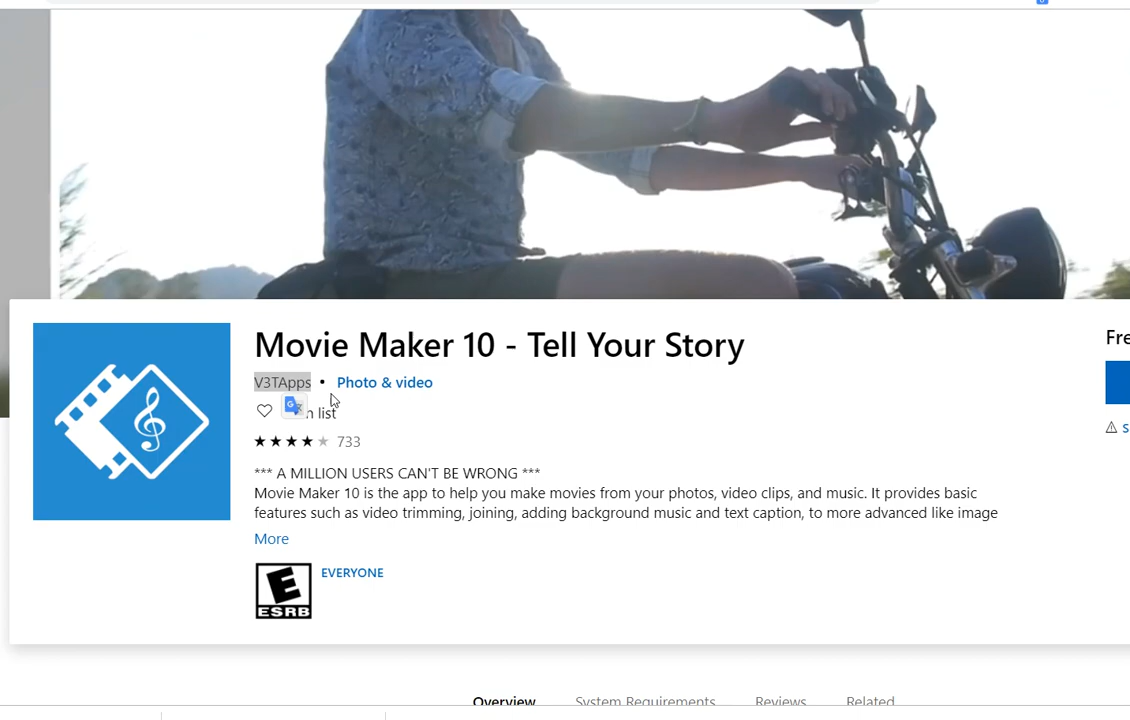 Movie Maker 10 - Tell Your Story
Fre
V3TApps • Photo & video
n list
★★★★★ 733
*** A MILLION USERS CAN'T BE WRONG ***
Movie Maker 10 is the app to help you make movies from your photos, video clips, and music. It provides basic
features such as video trimming, joining, adding background music and text caption, to more advanced like image
More
E
ESRB
EVERYONE
Overview System Requirements Reviews Related